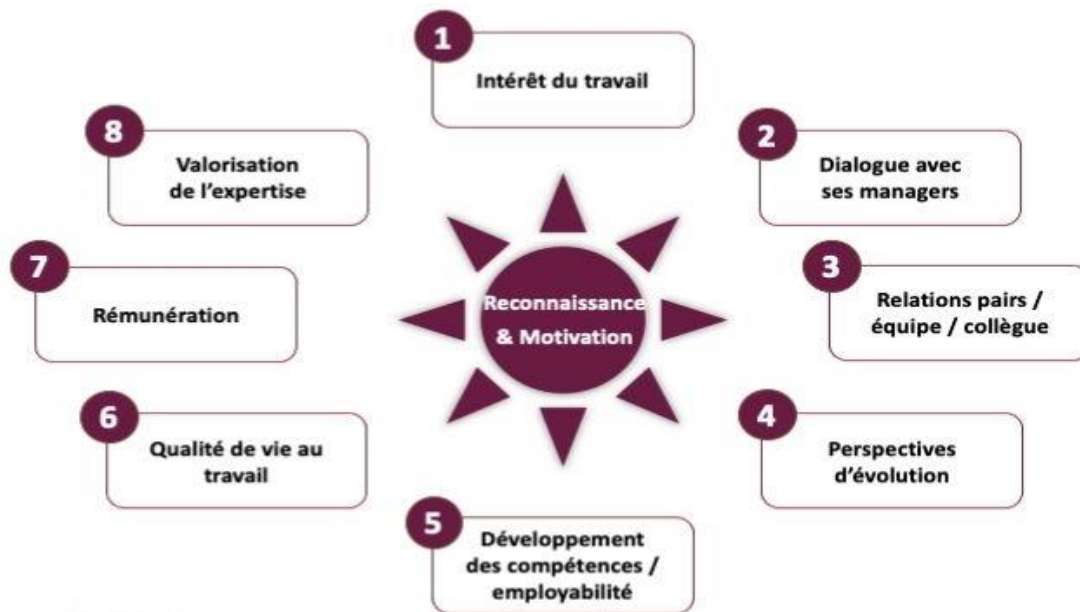 1
Intérêt du travail
2
Dialogue avec
ses managers
3
Relations pairs /
équipe / collègue
4
Perspectives
d'évolution
5
Développement
des compétences /
employabilité
6
Qualité de vie au
travail
7
Rémunération
8
Valorisation
de l'expertise
Reconnaissance
& Motivation